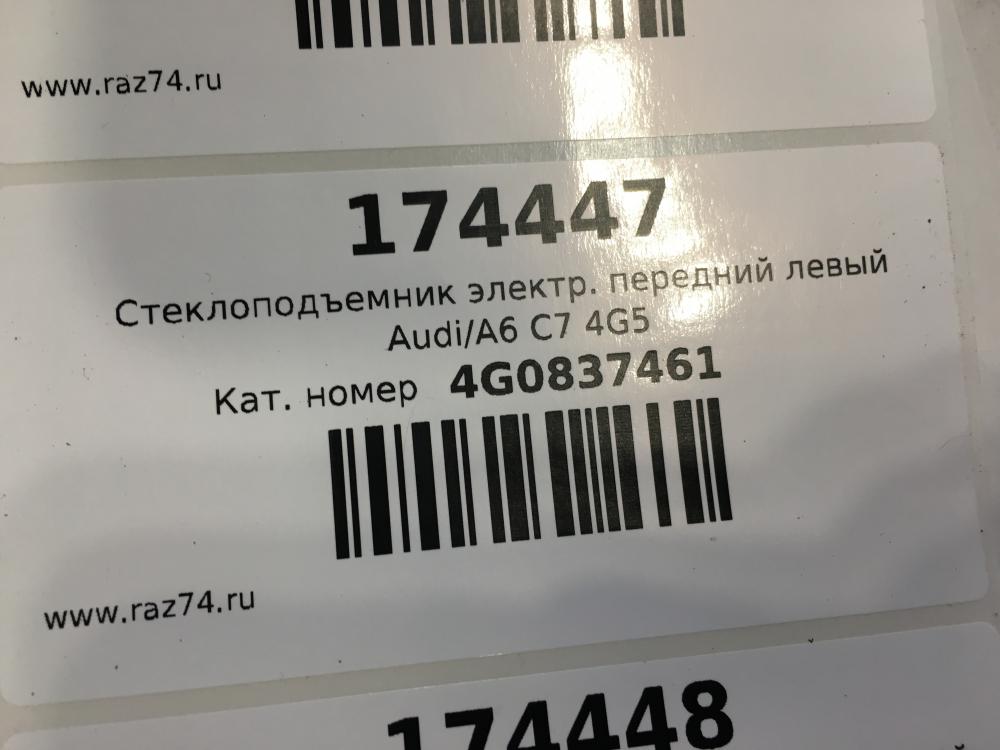 www.raz74.ru
174447
Стеклоподъемник электр. передний левый
Audi/A6 C7 4G5
Кат. номер 4G0837461
www.raz74.ru
174448